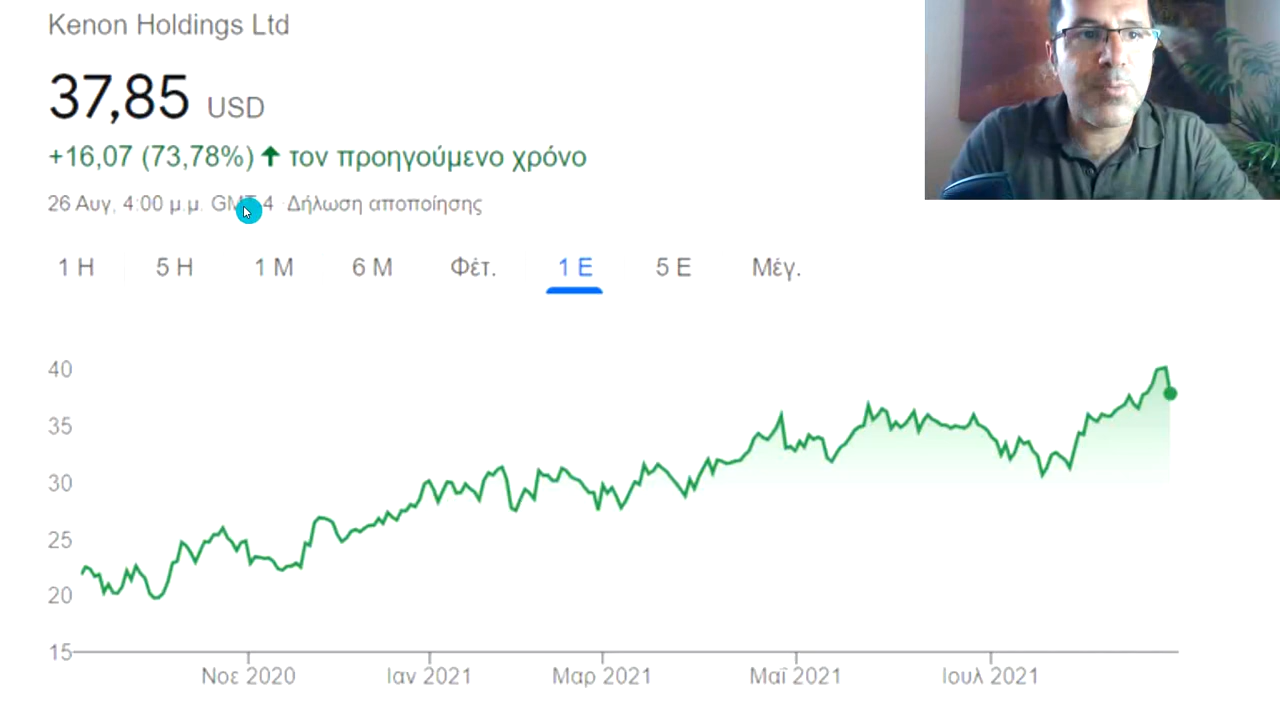 Kenon Holdings Ltd
37,85 USD
+16,07 (73,78%) ↑ τον προηγούμενο χρόνο
26 Αυγ, 4:00 μ.μ. 4 · Δήλωση αποποίησης
1 Η 5 Η 1 Μ 6 Μ Φέτ. 1 Ε 5 Ε Μέγ.
40
35
30
25
20
15
Νοε 2020 Ιαν 2021 Μαρ 2021 Μαΐ 2021 Ιουλ 2021